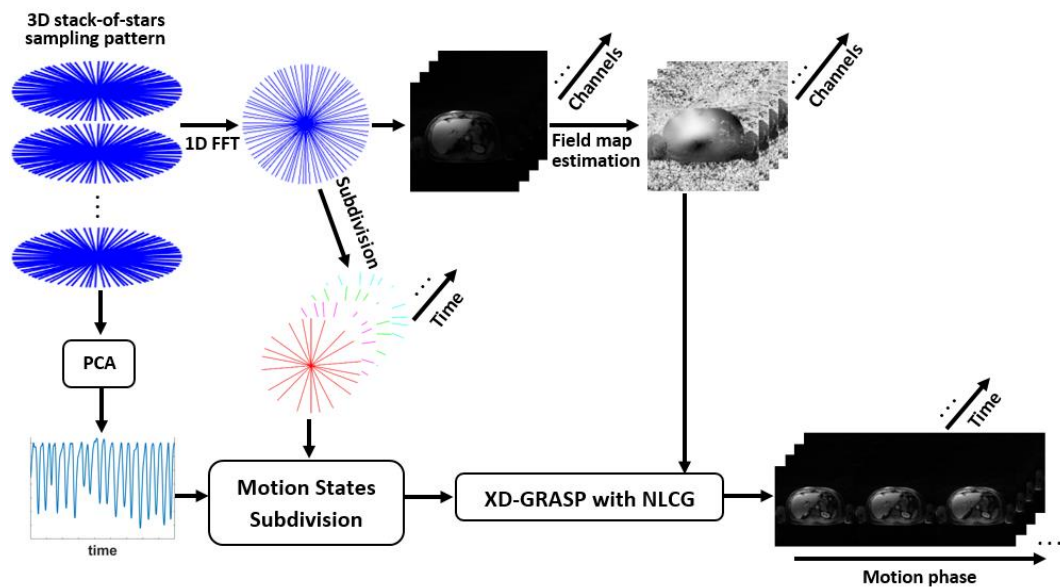 3D stack-of-stars
sampling pattern
1D FFT
...
Channels
Field map
estimation
...
Channels
Subdivision
...
Time
PCA
time
Motion States
Subdivision
XD-GRASP with NLCG
...
Time
...
Motion phase